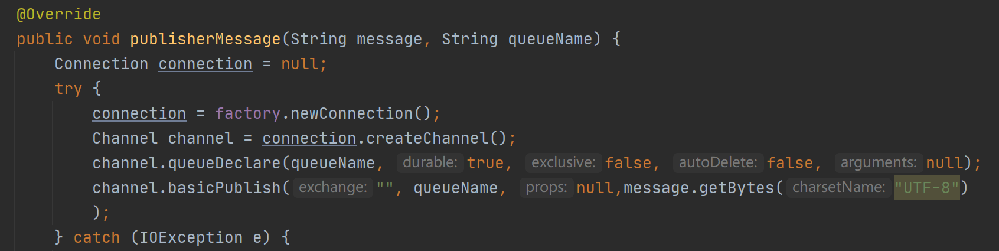 @Override
public void publisherMessage(String message, String queueName) {
Connection connection = null;
try {
connection = factory.newConnection();
Channel channel = connection.createChannel();
channel.queueDeclare(queueName, durable: true, exclusive: false, autoDelete: false, arguments: null);
channel.basicPublish( exchange: "", queueName, props: null,message.getBytes( charsetName: "UTF-8")
);
} catch (IOException e) {